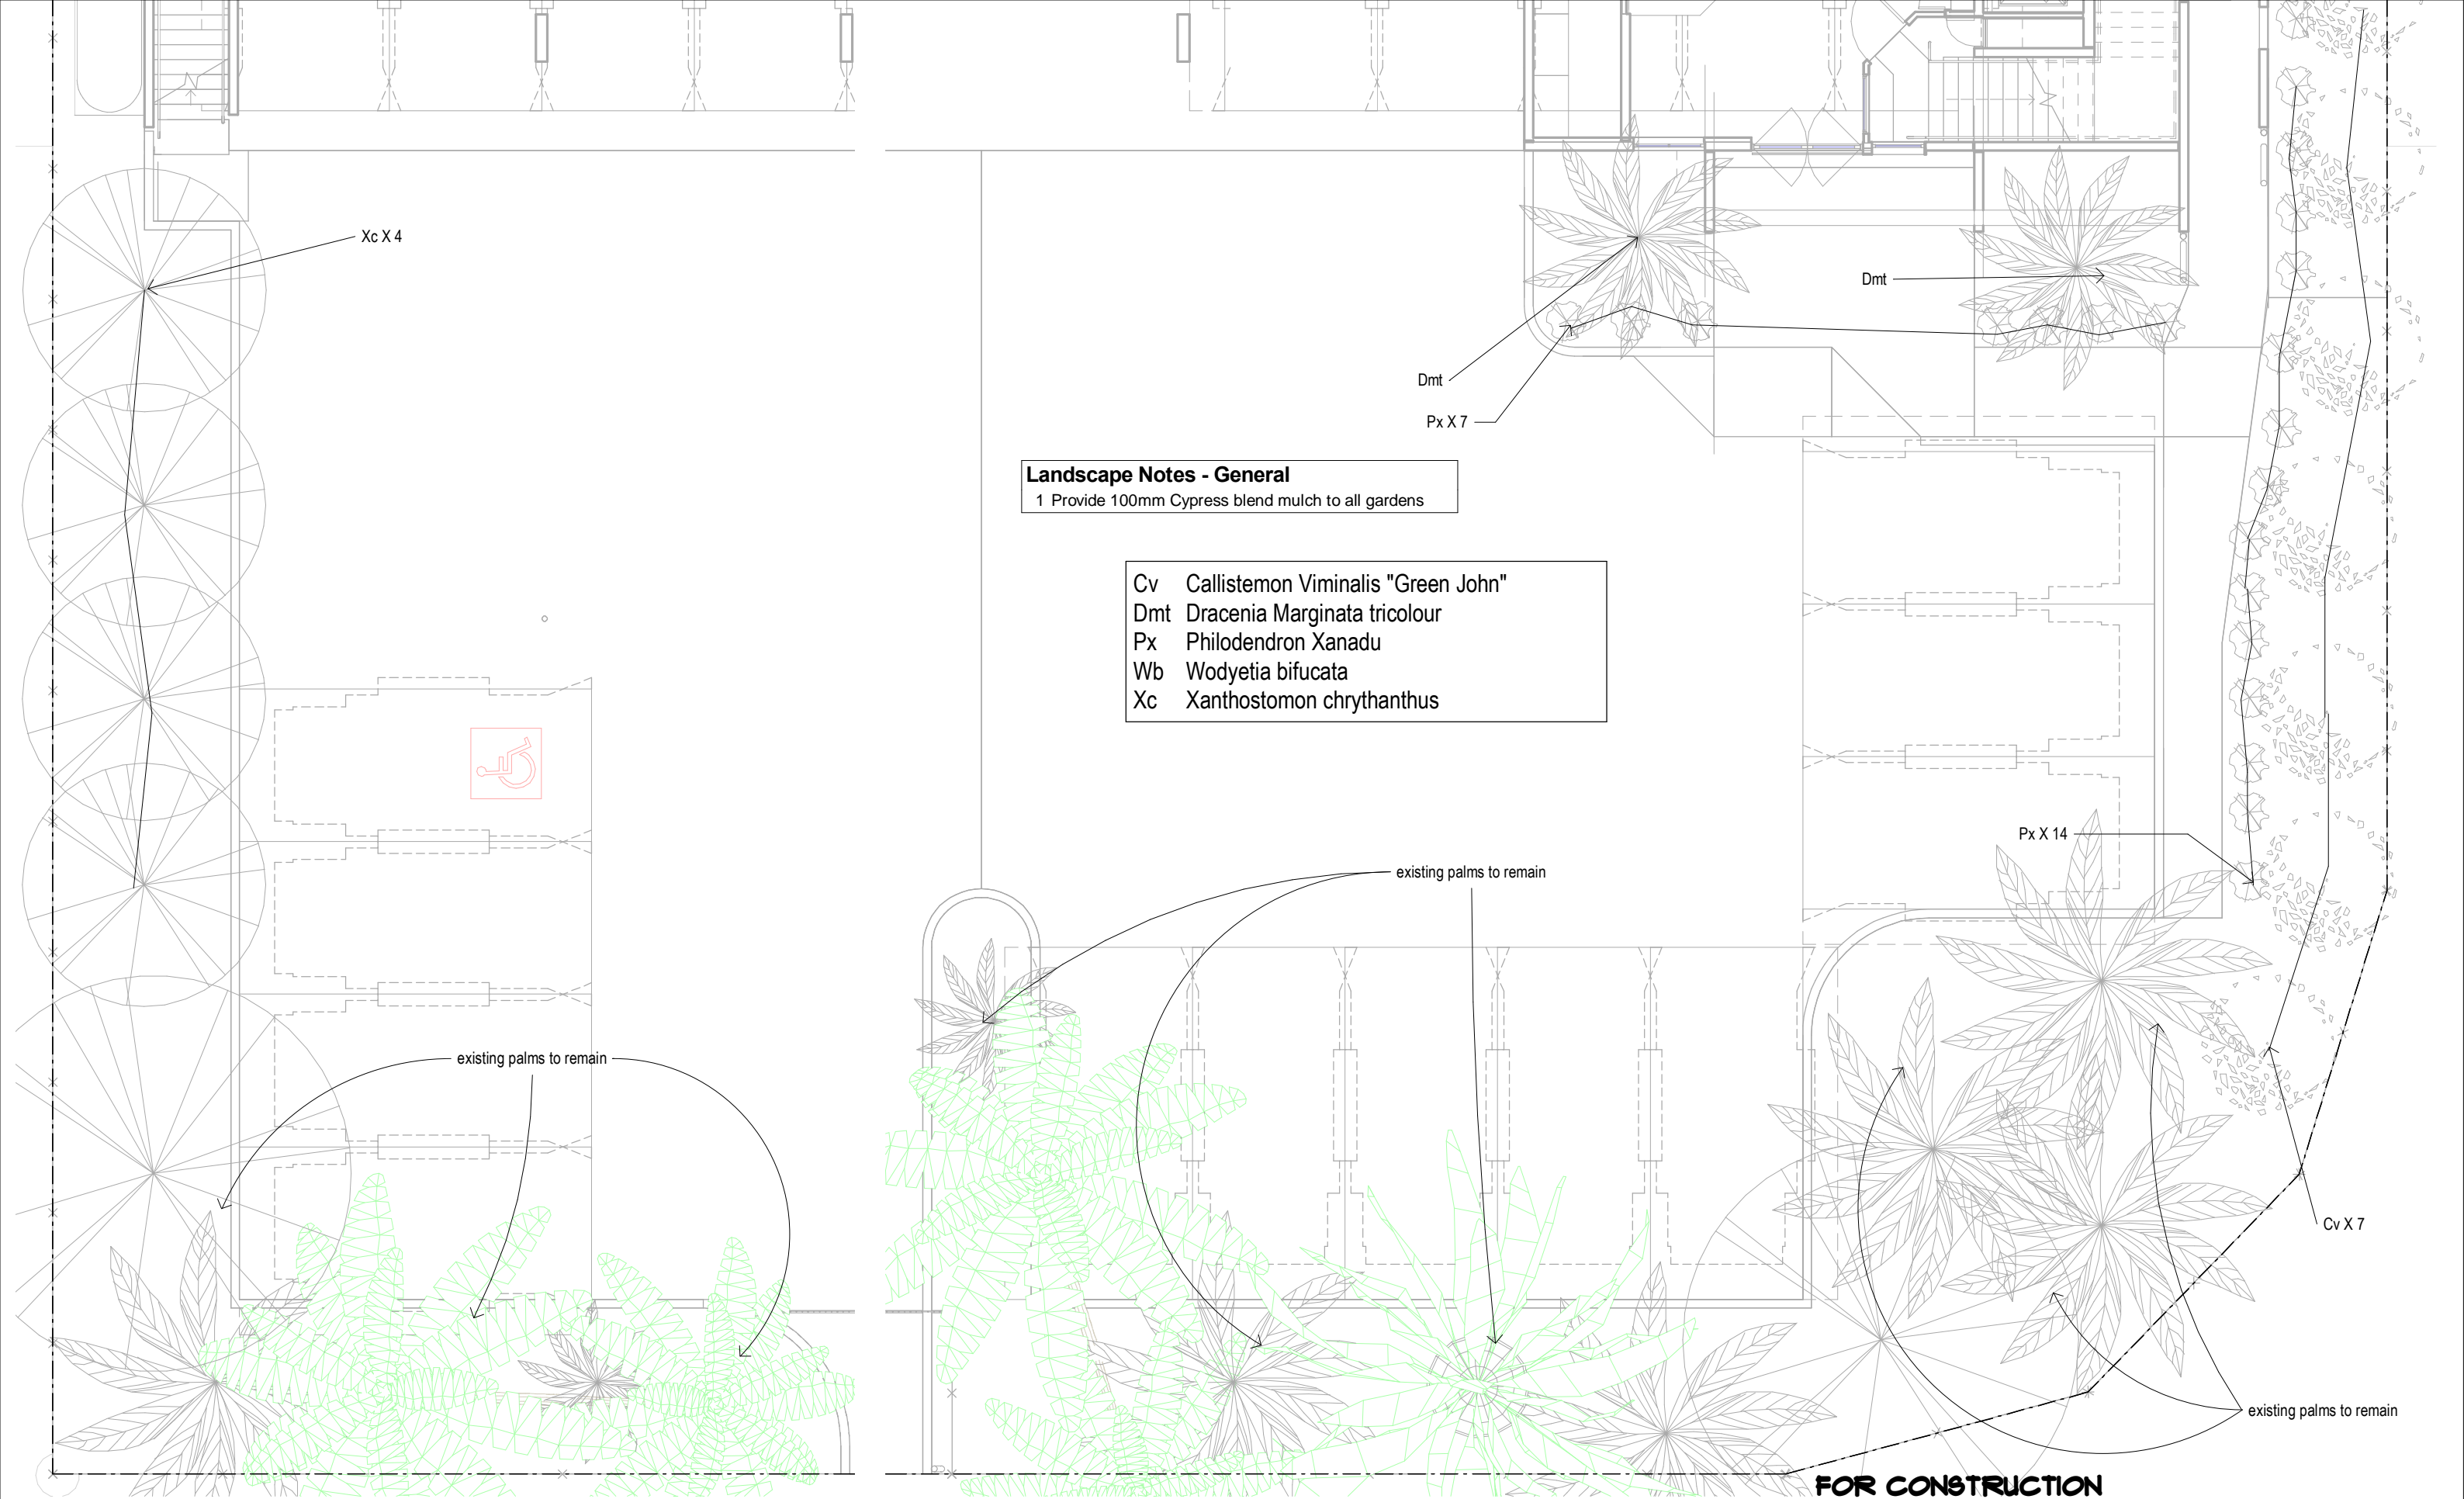 Xc X 4
Dmt
Dmt
Px X 7
Landscape Notes - General
1 Provide 100mm Cypress blend mulch to all gardens
Cv Callistemon Viminalis "Green John"
Dmt Dracenia Marginata tricolour
Px Philodendron Xanadu
Wb Wodyetia bifucata
Xc Xanthostomon chrythanthus
Px X 14
existing palms to remain
existing palms to remain
Cv X 7
existing palms to remain
FOR CONSTRUCTION